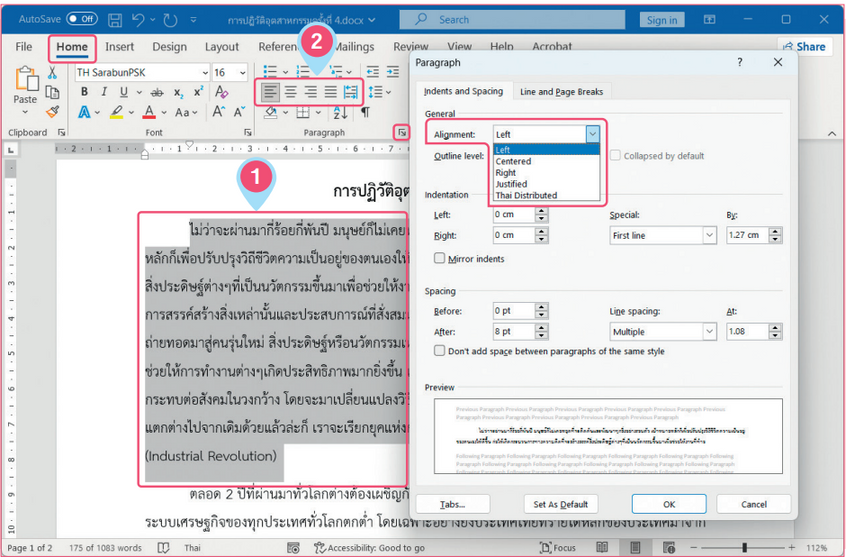 AutoSave Off การปฏิวัติอุตสาหกรรมครั้งที่ 4.docx Search Sign in
File Home Insert Design Layout Mailings Review View Help Acrobat Share
2
Paste
TH SarabunPSK 16
B I U ab x₂ x²
A A Aa A A
Clipboard Font Paragraph
1
การปฏิวัติอุ
ไม่ว่าจะผ่านมากี่ร้อยกี่พันปี มนุษย์ก็ไม่เคย
หลักก็เพื่อปรับปรุงวิถีชีวิตความเป็นอยู่ของตนเองให้
สิ่งประดิษฐ์ต่างๆที่เป็นนวัตกรรมขึ้นมาเพื่อช่วยให้
การสรรค์สร้างสิ่งเหล่านั้นและประสบการณ์ที่สั่งสม
ถ่ายทอดมาสู่คนรุ่นใหม่ สิ่งประดิษฐ์หรือนวัตกรรม
ช่วยให้การทำงานต่างๆเกิดประสิทธิภาพมากยิ่งขึ้น
กระทบต่อสังคมในวงกว้าง โดยจะมาเปลี่ยนแปลง
แตกต่างไปจากเดิมด้วยแล้วล่ะก็ เราจะเรียกยุคแห่ง
(Industrial Revolution)
ตลอด 2 ปีที่ผ่านมาทั่วโลกต่างต้องเผชิญ
ระบบเศรษฐกิจของทุกประเทศทั่วโลกตกต่ำ
Paragraph ? ×
Indents and Spacing Line and Page Breaks
General
Alignment: Left
Left
Centered
Right
Justified
Thai Distributed
Outline level: Collapsed by default
Indentation
Left: 0 cm Special: By:
Right: 0 cm First line 1.27 cm
Mirror indents
Spacing
Before: 0 pt Line spacing: At:
After: 8 pt Multiple 1.08
Don't add space between paragraphs of the same style
Preview
Previous Paragraph Previous Paragraph Previous Paragraph Previous Paragraph Previous Paragraph Previous
Tabs... Set As Default OK Cancel
Page 1 of 2 175 of 1083 words Thai Accessibility: Good to go Focus 112%